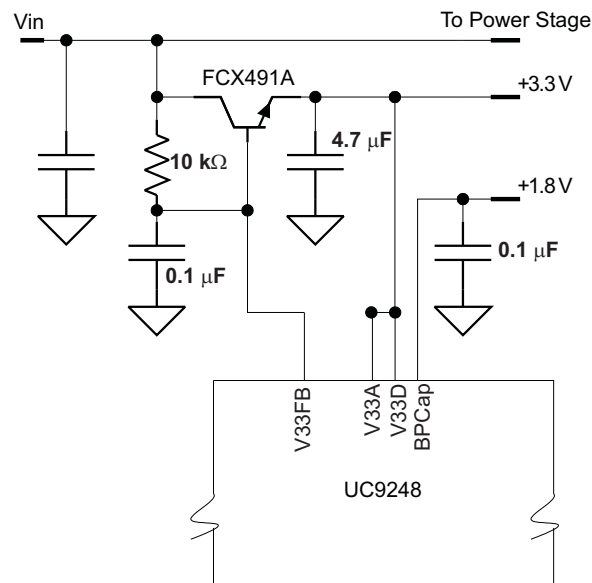 Vin
To Power Stage
FCX491A
+3.3 V
4.7 μF
10 kΩ
+1.8 V
0.1 μF
0.1 μF
V33FB
V33A
V33D
BPCap
UC9248